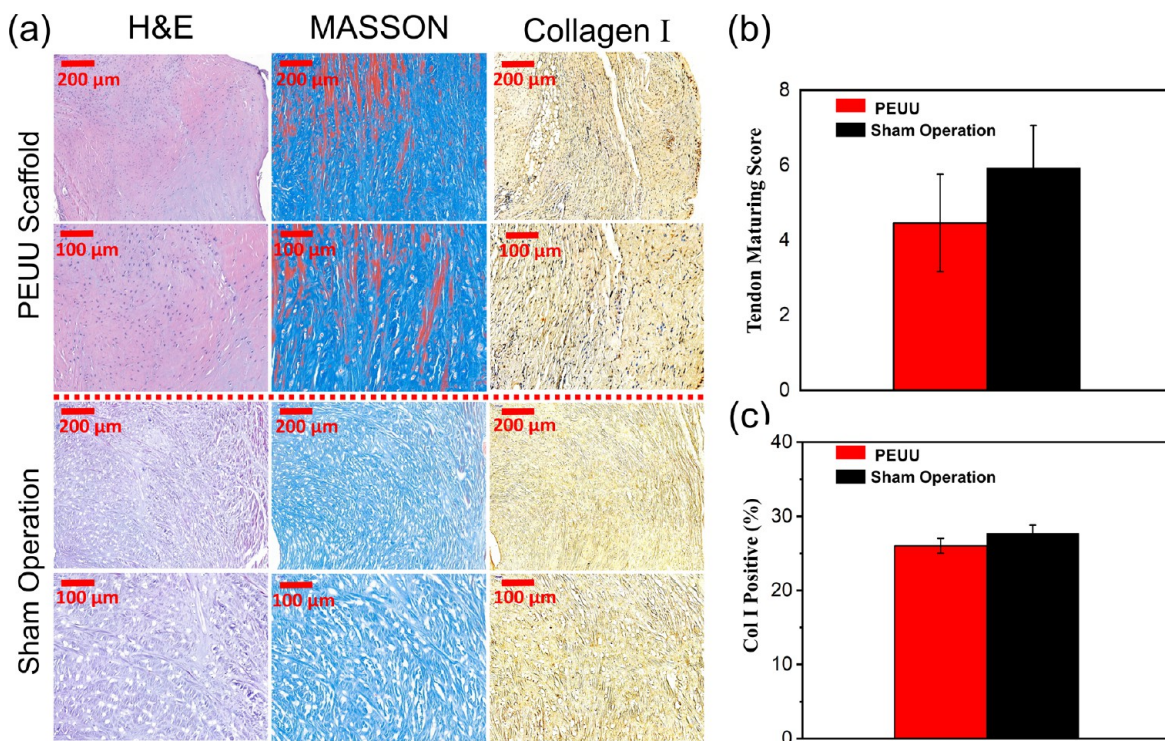 (a)
H&E
MASSON
Collagen I
PEUU Scaffold
200 μm
200 μm
200 μm
100 μm
100 μm
100 μm
Sham Operation
200 μm
200 μm
200 μm
100 μm
100 μm
100 μm
(b)
Tendon Maturing Score
8
6
4
2
0
PEUU
Sham Operation
(c)
Col I Positive (%)
40
30
20
10
0
PEUU
Sham Operation